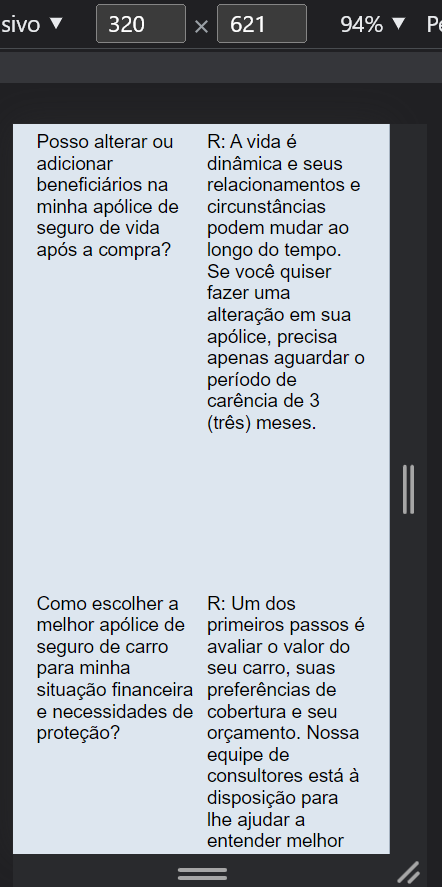 sivo ▼ 320 × 621 94% ▼ Pe
Posso alterar ou
adicionar
beneficiários na
minha apólice de
seguro de vida
após a compra?
R: A vida é
dinâmica e seus
relacionamentos e
circunstâncias
podem mudar ao
longo do tempo.
Se você quiser
fazer uma
alteração em sua
apólice, precisa
apenas aguardar o
período de
carência de 3
(três) meses.
Como escolher a
melhor apólice de
seguro de carro
para minha
situação financeira
e necessidades de
proteção?
R: Um dos
primeiros passos é
avaliar o valor do
seu carro, suas
preferências de
cobertura e seu
orçamento. Nossa
equipe de
consultores está à
disposição para
lhe ajudar a
entender melhor